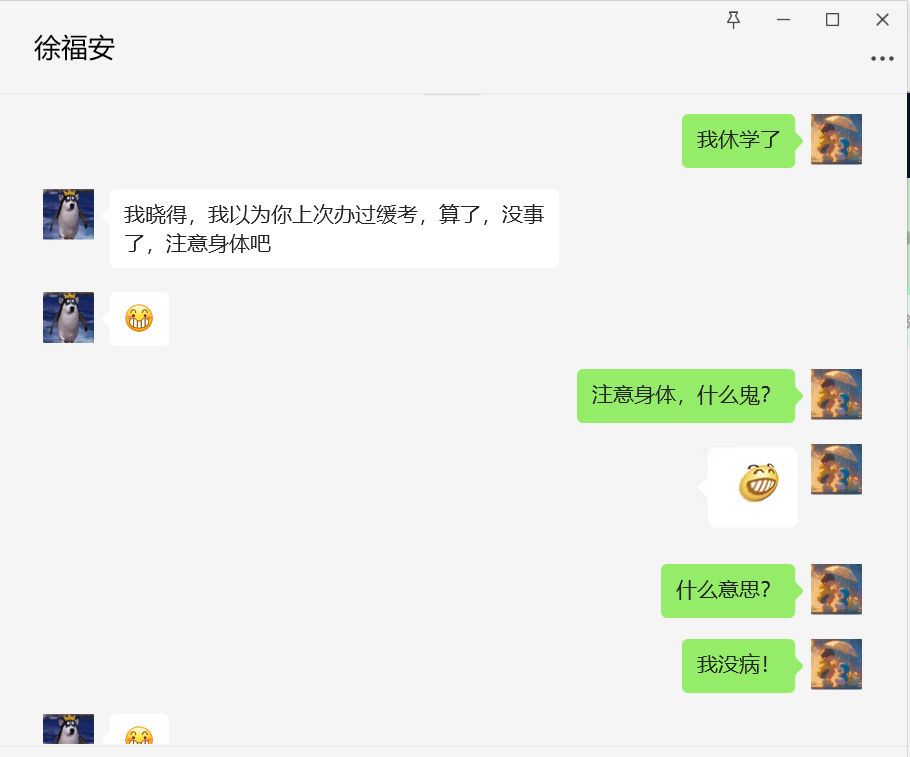 徐福安
我休学了
我晓得，我以为你上次办过缓考，算了，没事
了，注意身体吧
注意身体，什么鬼？
什么意思？
我没病！